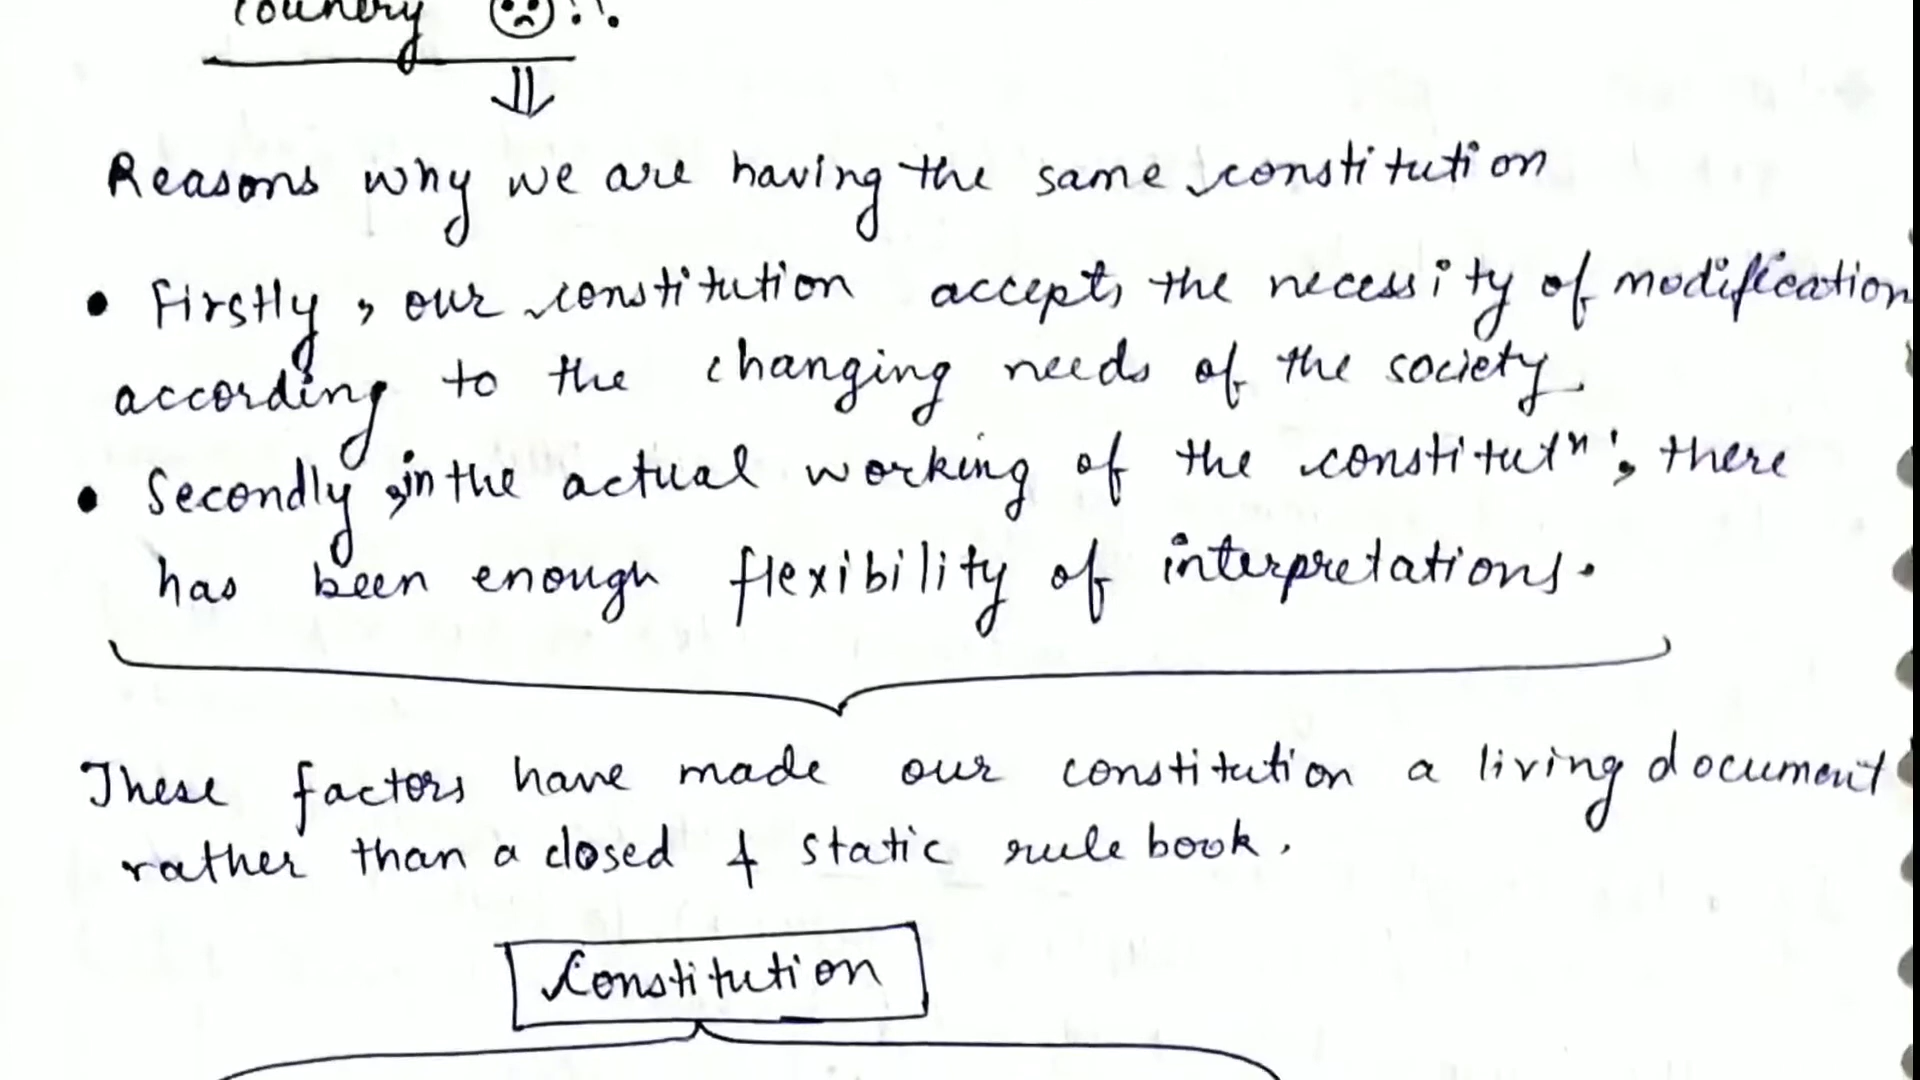 country
Reasons why we are having the same constitution
• Firstly, our constitution accepts the necessity of modification
according to the changing needs of the society.
• Secondly, in the actual working of the constitutⁿ, there
has been enough flexibility of interpretations.
These factors have made our constitution a living document
rather than a closed & static rule book.
Constitution